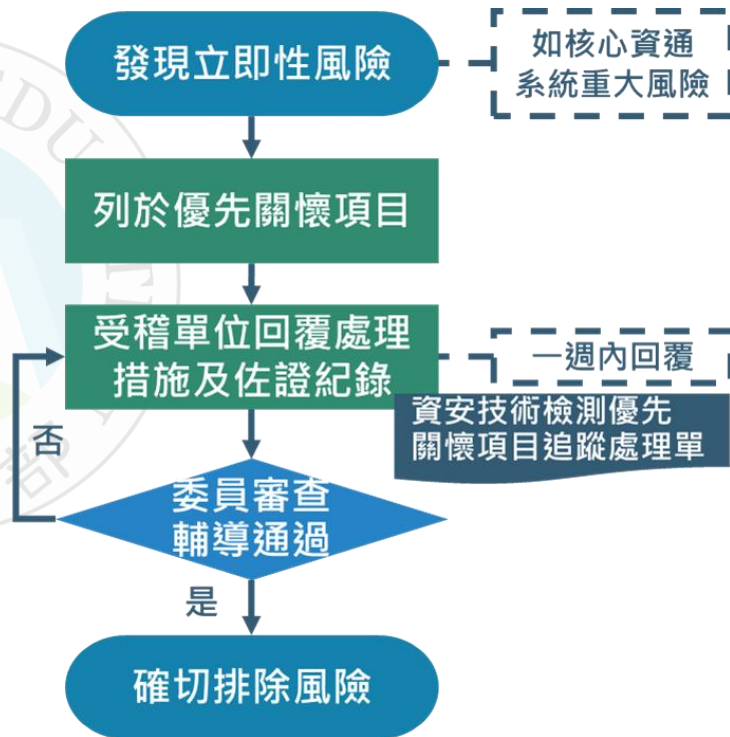 發現立即性風險
如核心資通
系統重大風險
列於優先關懷項目
受稽單位回覆處理
措施及佐證紀錄
一週內回覆
資安技術檢測優先
關懷項目追蹤處理單
否
委員審查
輔導通過
是
確切排除風險
EDU
部